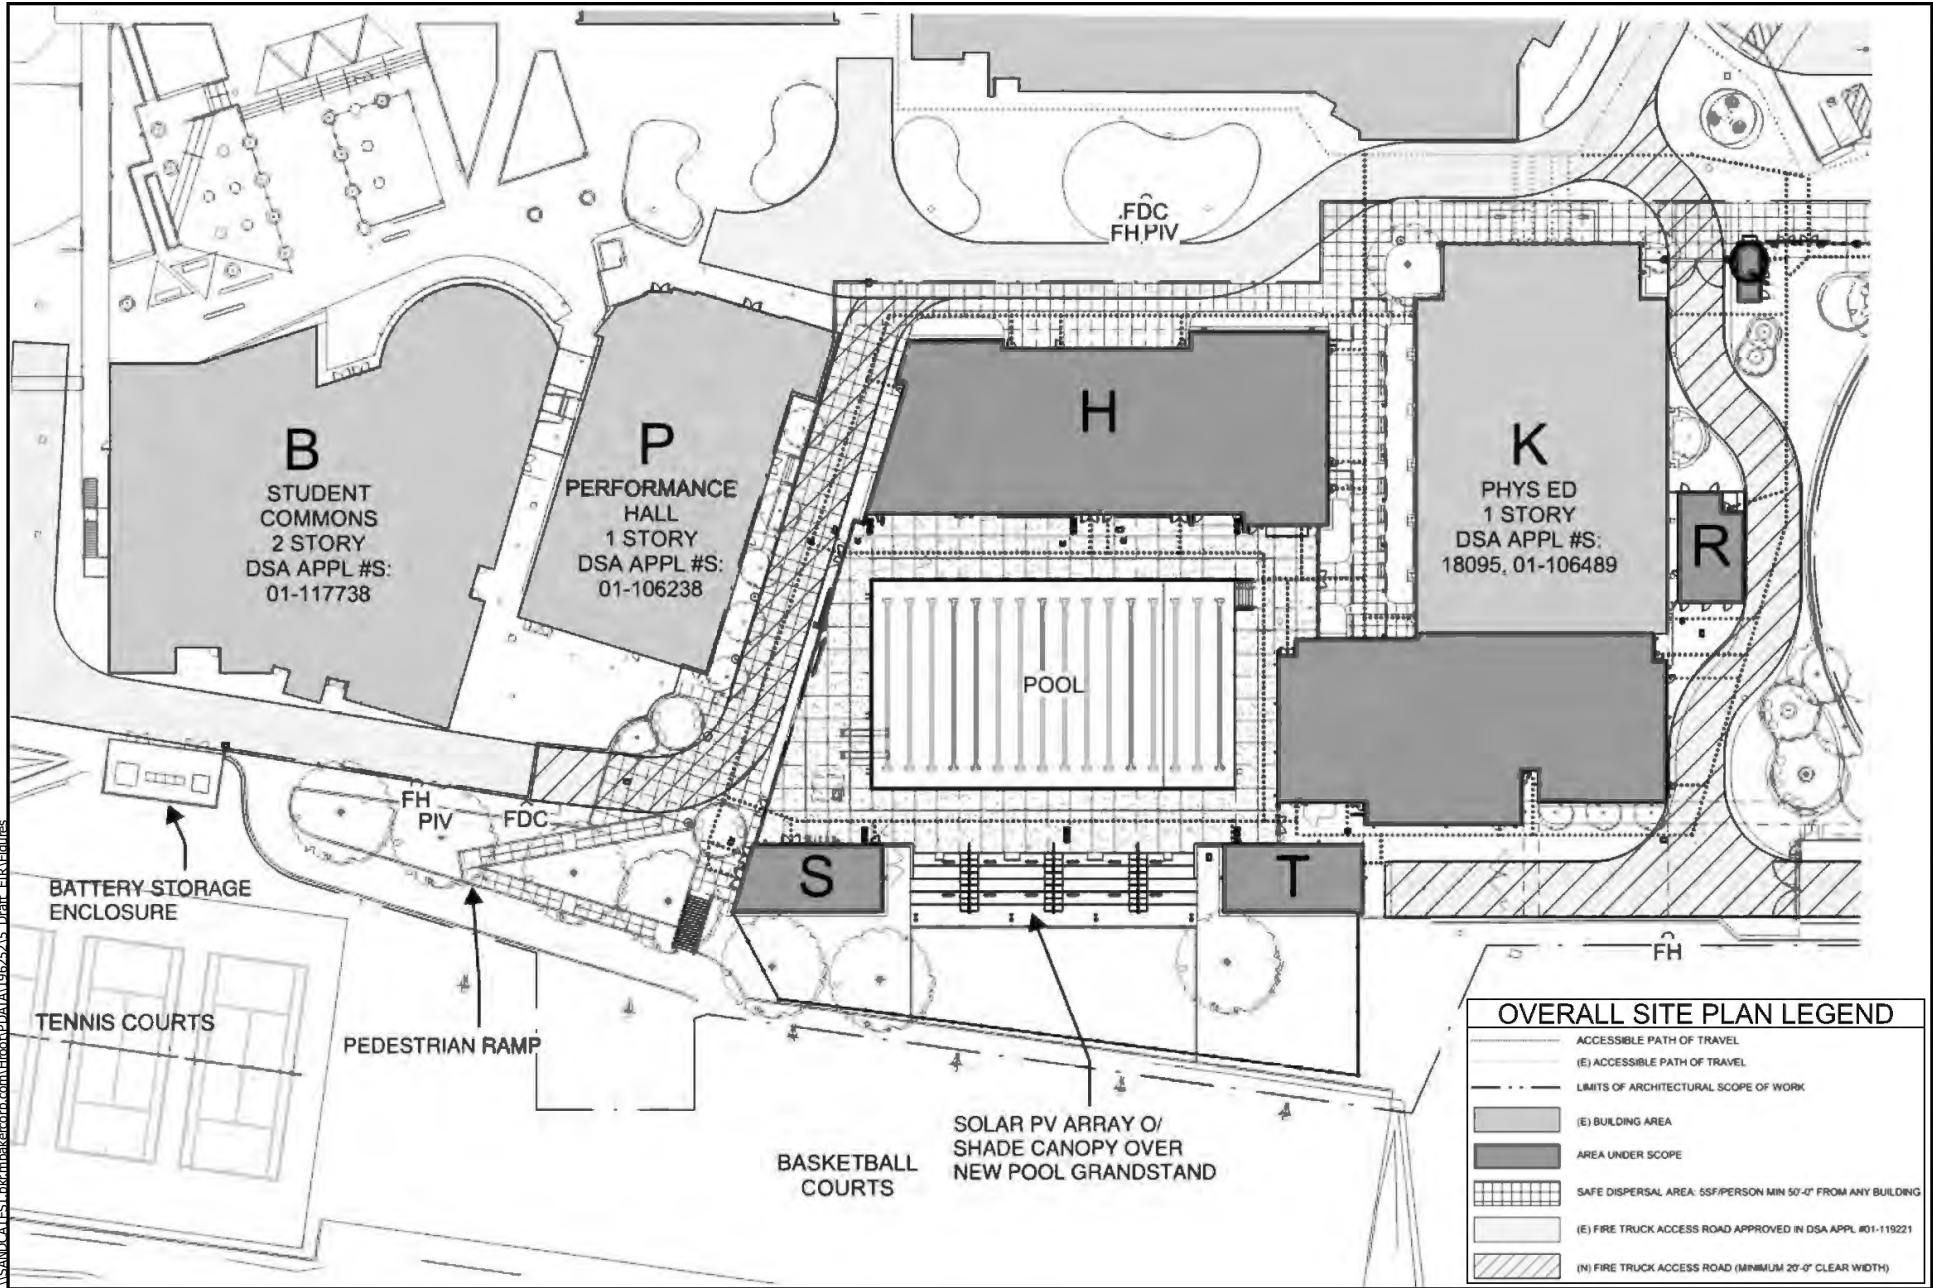 .FDC
FH PIV
B
STUDENT
COMMONS
2 STORY
DSA APPL #S:
01-117738
P
PERFORMANCE
HALL
1 STORY
DSA APPL #S:
01-106238
H
K
PHYS ED
1 STORY
DSA APPL #S:
18095, 01-106489
R
POOL
FH
PIV
FDC
S
T
BATTERY STORAGE
ENCLOSURE
FH
TENNIS COURTS
PEDESTRIAN RAMP
SOLAR PV ARRAY O/
SHADE CANOPY OVER
NEW POOL GRANDSTAND
BASKETBALL
COURTS
OVERALL SITE PLAN LEGEND
ACCESSIBLE PATH OF TRAVEL
(E) ACCESSIBLE PATH OF TRAVEL
LIMITS OF ARCHITECTURAL SCOPE OF WORK
(E) BUILDING AREA
AREA UNDER SCOPE
SAFE DISPERSAL AREA: 5SF/PERSON MIN 50'-0" FROM ANY BUILDING
(E) FIRE TRUCK ACCESS ROAD APPROVED IN DSA APPL #01-119221
(N) FIRE TRUCK ACCESS ROAD (MINIMUM 20'-0" CLEAR WIDTH)